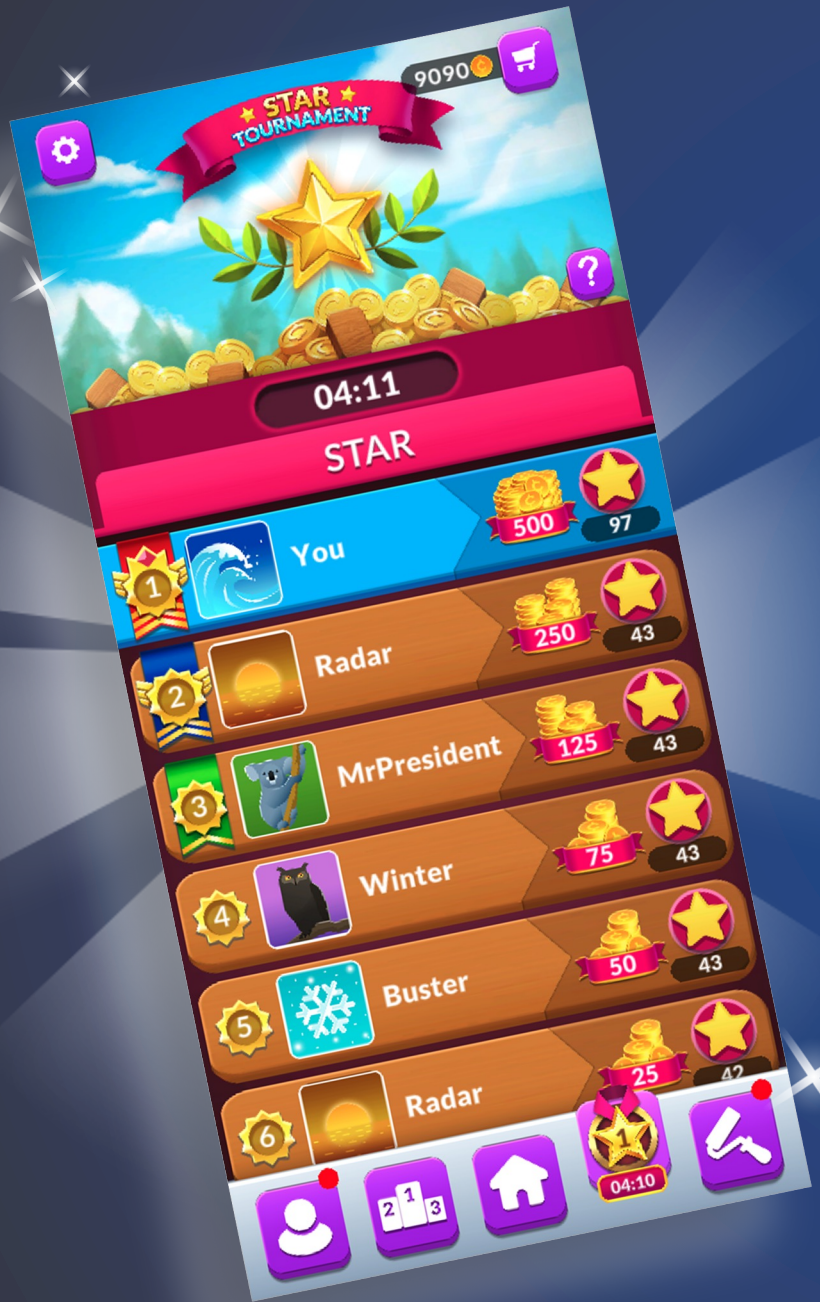 9090
STAR
TOURNAMENT
?
04:11
STAR
1 You 500 97
2 Radar 250 43
3 MrPresident 125 43
4 Winter 75 43
5 Buster 50 43
6 Radar 25 42
2 1 3
1
04:10